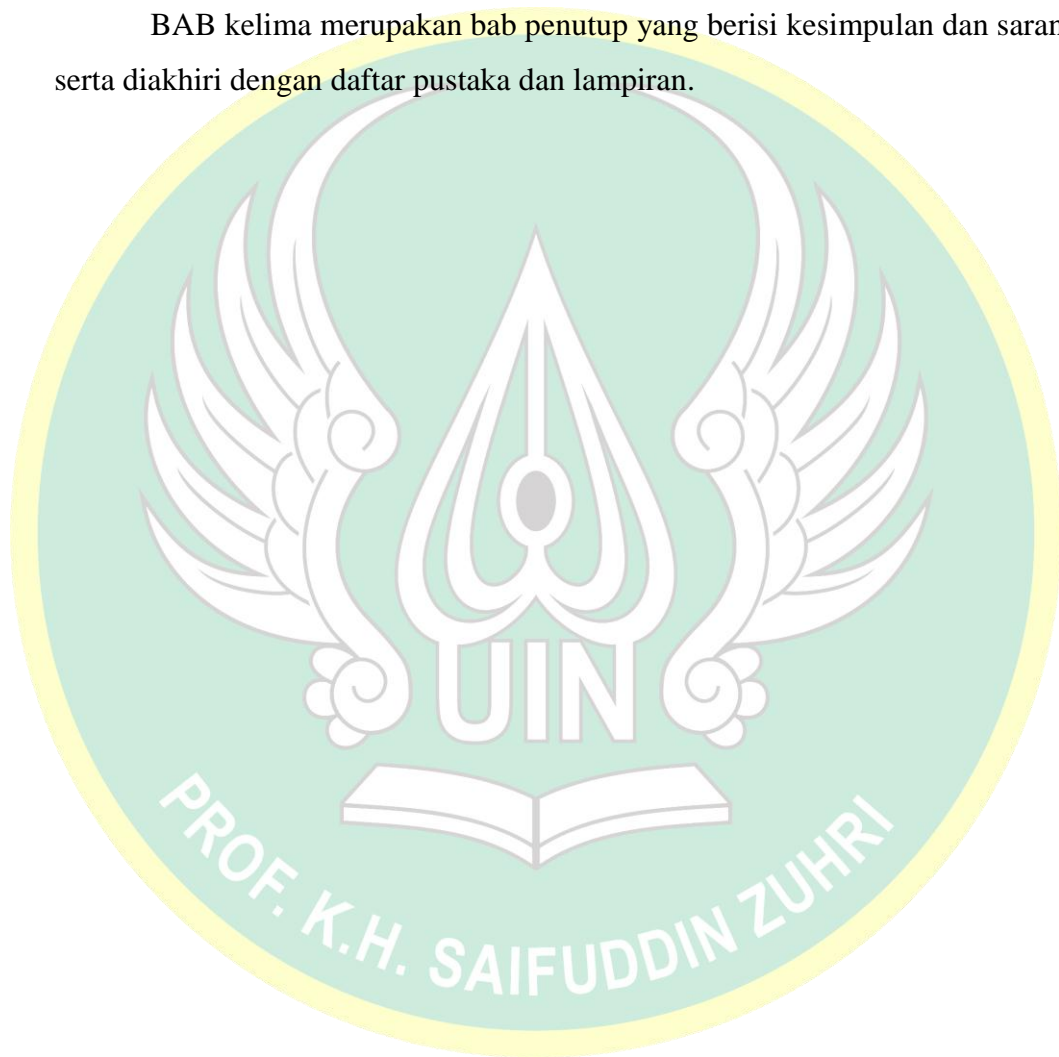 BAB kelima merupakan bab penutup yang berisi kesimpulan dan saran
serta diakhiri dengan daftar pustaka dan lampiran.
UIN
PROF. K.H. SAIFUDDIN ZUHRI